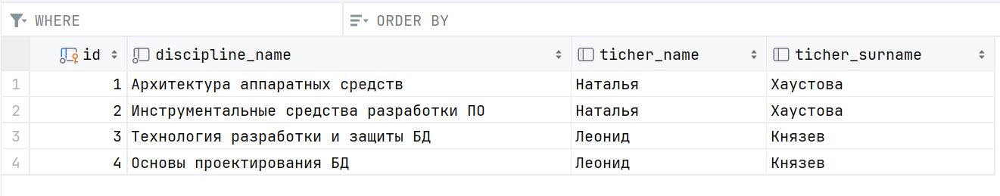 WHERE ORDER BY
id discipline_name ticher_name ticher_surname
1 1 Архитектура аппаратных средств Наталья Хаустова
2 2 Инструментальные средства разработки ПО Наталья Хаустова
3 3 Технология разработки и защиты БД Леонид Князев
4 4 Основы проектирования БД Леонид Князев